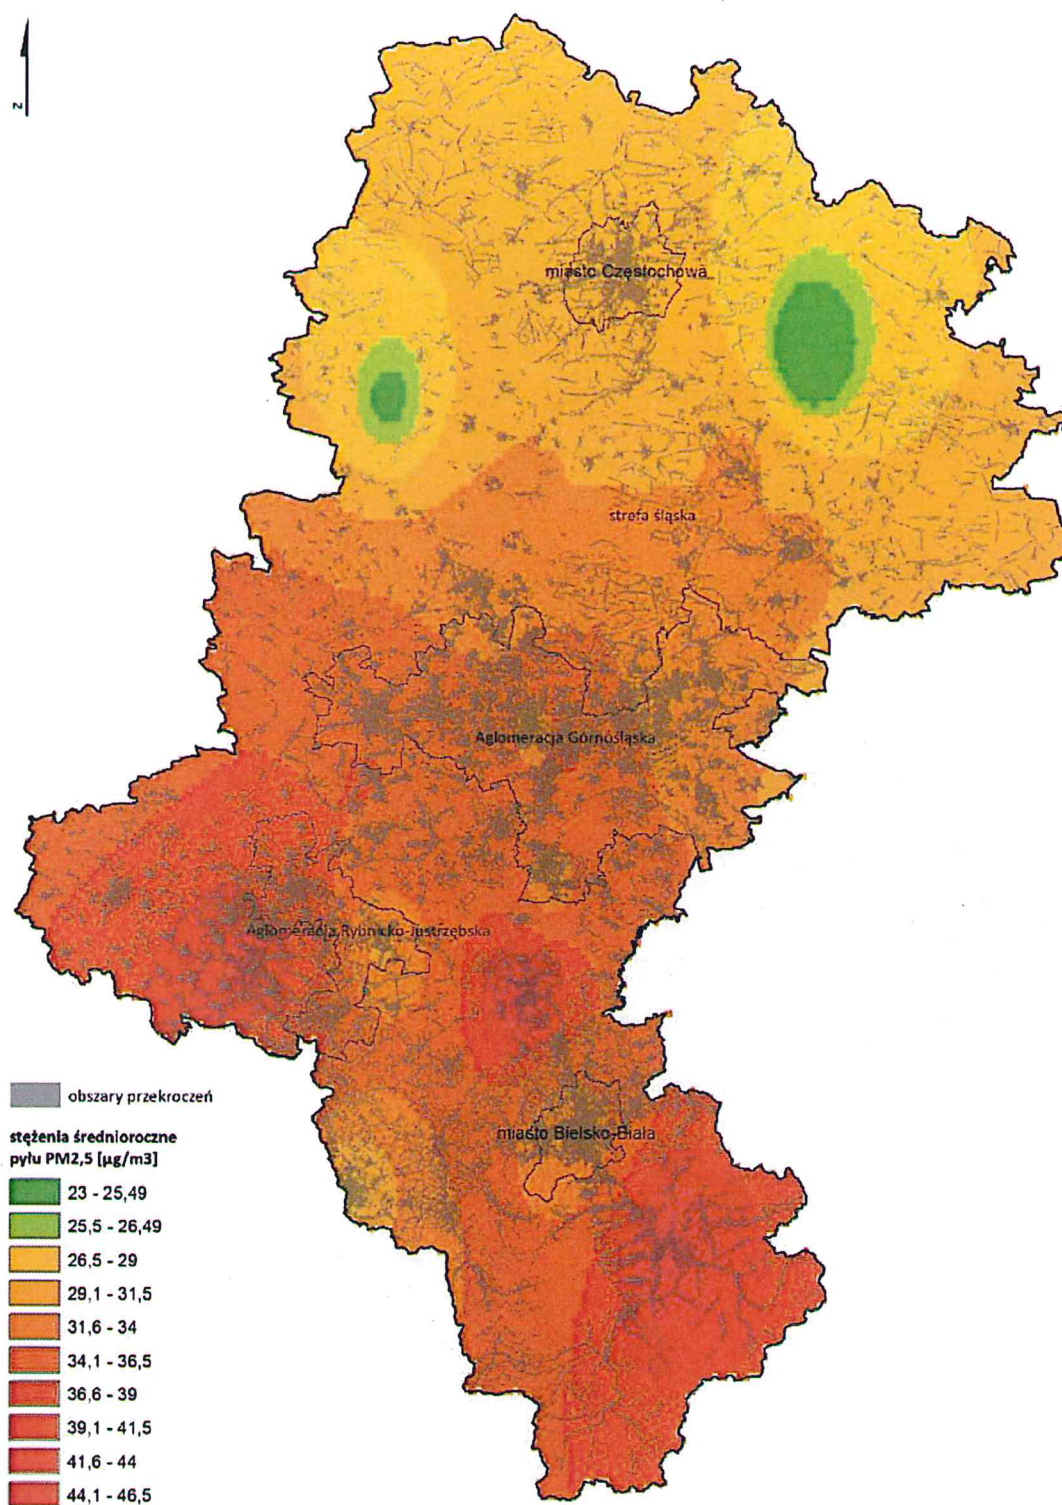 z
miasto Częstochowa
strefa śląska
Aglomeracja Górnośląska
Aglomeracja Rybnicko-Jastrzębska
miasto Bielsko-Biała
obszary przekroczeń
stężenia średnioroczne
pyłu PM2,5 [µg/m3]
23 - 25,49
25,5 - 26,49
26,5 - 29
29,1 - 31,5
31,6 - 34
34,1 - 36,5
36,6 - 39
39,1 - 41,5
41,6 - 44
44,1 - 46,5